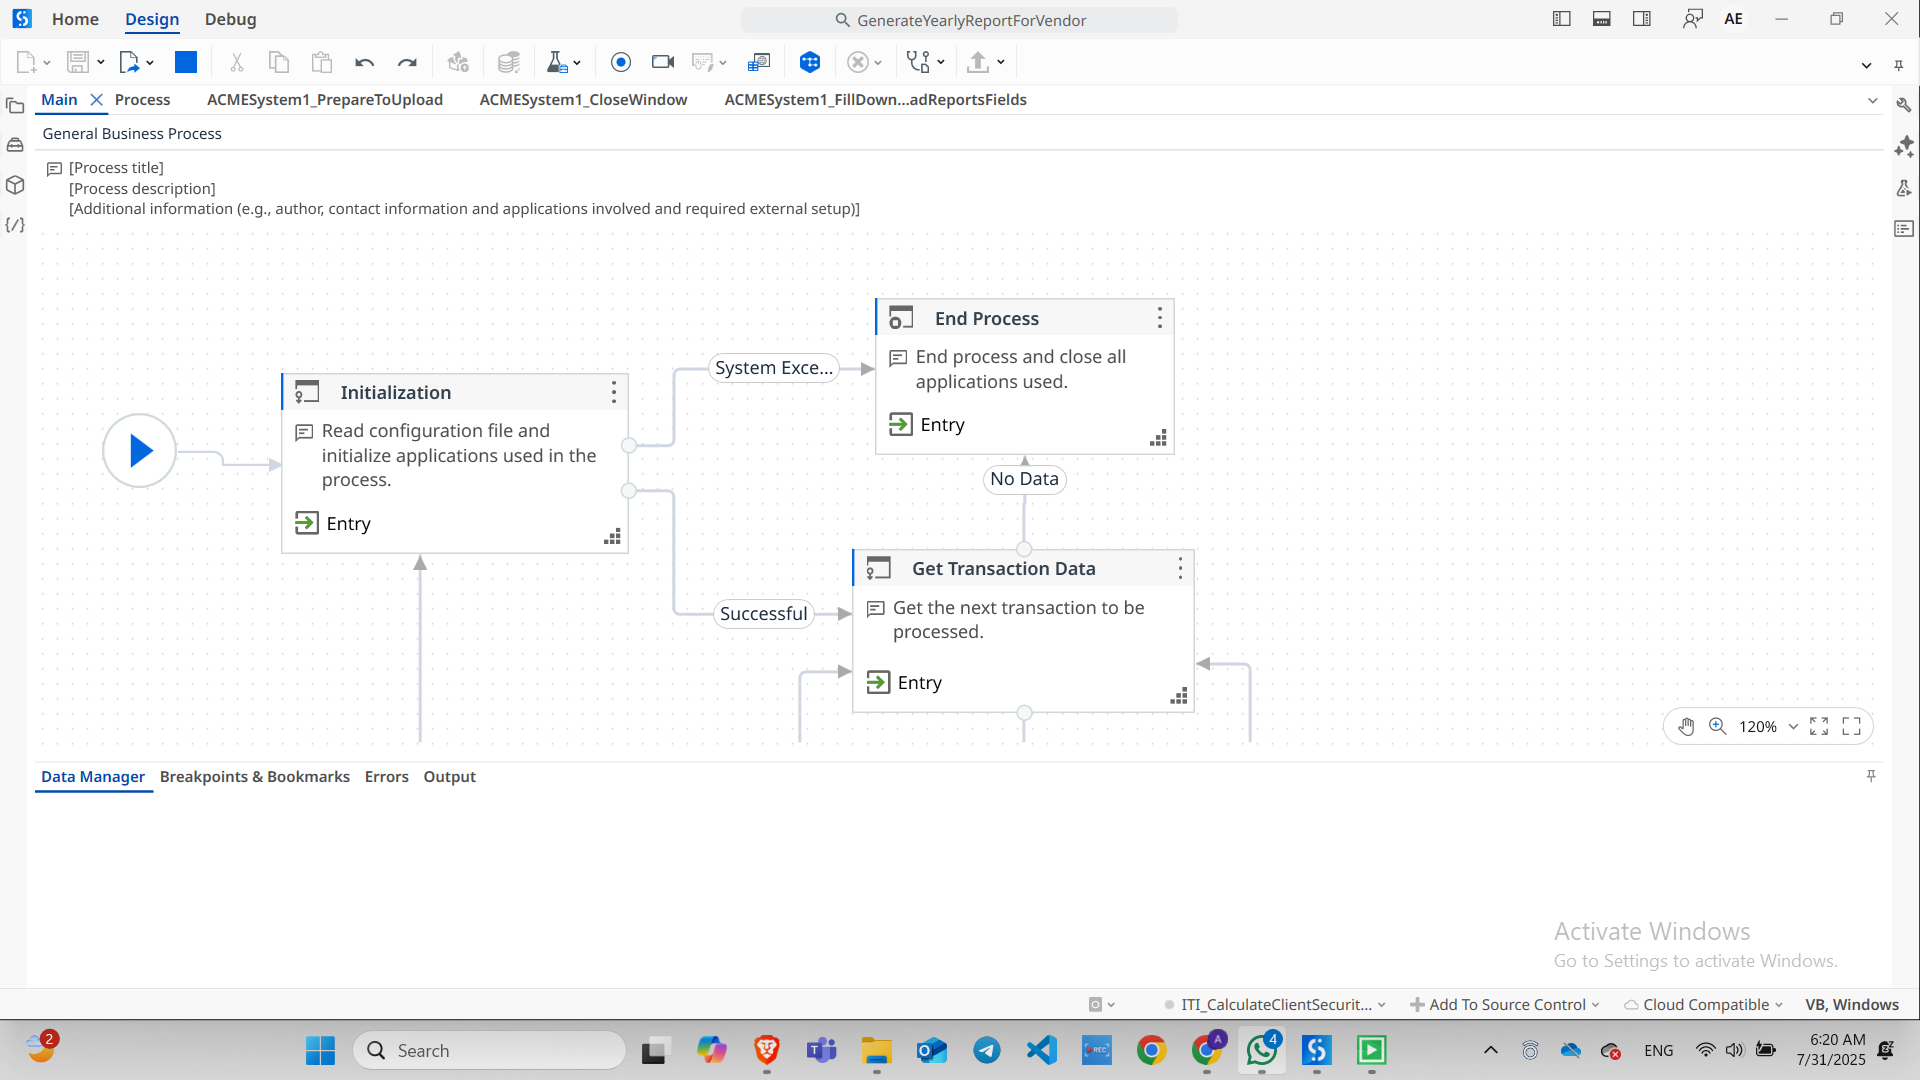 Home
Design
Debug
GenerateYearlyReportForVendor
AE
Main
Process
ACMESystem1_PrepareToUpload
ACMESystem1_CloseWindow
ACMESystem1_FillDown...adReportsFields
General Business Process
[Process title]
[Process description]
[Additional information (e.g., author, contact information and applications involved and required external setup)]
End Process
End process and close all
applications used.
Entry
System Exce...
Initialization
Read configuration file and
initialize applications used in the
process.
Entry
No Data
Get Transaction Data
Get the next transaction to be
processed.
Entry
Successful
120%
Data Manager
Breakpoints & Bookmarks
Errors
Output
Activate Windows
Go to Settings to activate Windows.
ITI_CalculateClientSecurit...
Add To Source Control
Cloud Compatible
VB, Windows
2
Search
REC
A
4
ENG
6:20 AM
7/31/2025